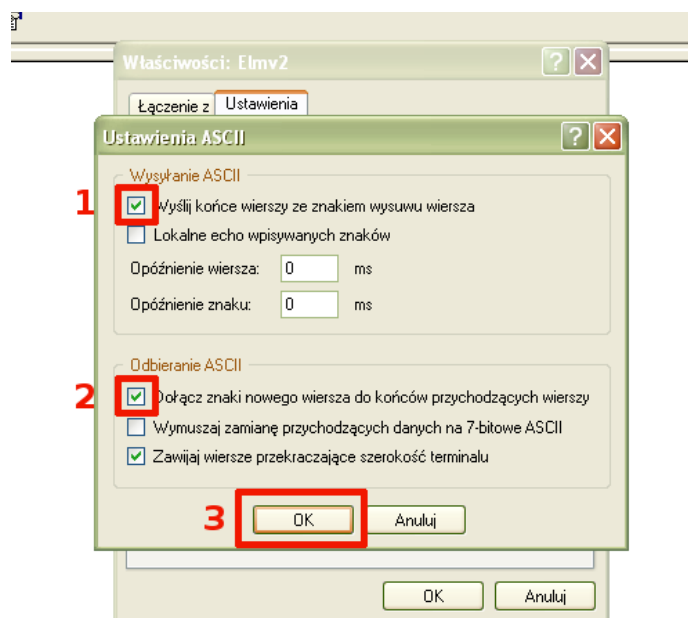 Właściwości: Elmv2
Łączenie z Ustawienia
Ustawienia ASCII
Wysyłanie ASCII
1 Wyślij końce wierszy ze znakiem wysuwu wiersza
Lokalne echo wpisywanych znaków
Opóźnienie wiersza: 0 ms
Opóźnienie znaku: 0 ms
Odbieranie ASCII
2 Dołącz znaki nowego wiersza do końców przychodzących wierszy
Wymuszaj zamianę przychodzących danych na 7-bitowe ASCII
Zawijaj wiersze przekraczające szerokość terminalu
3 OK Anuluj
OK Anuluj